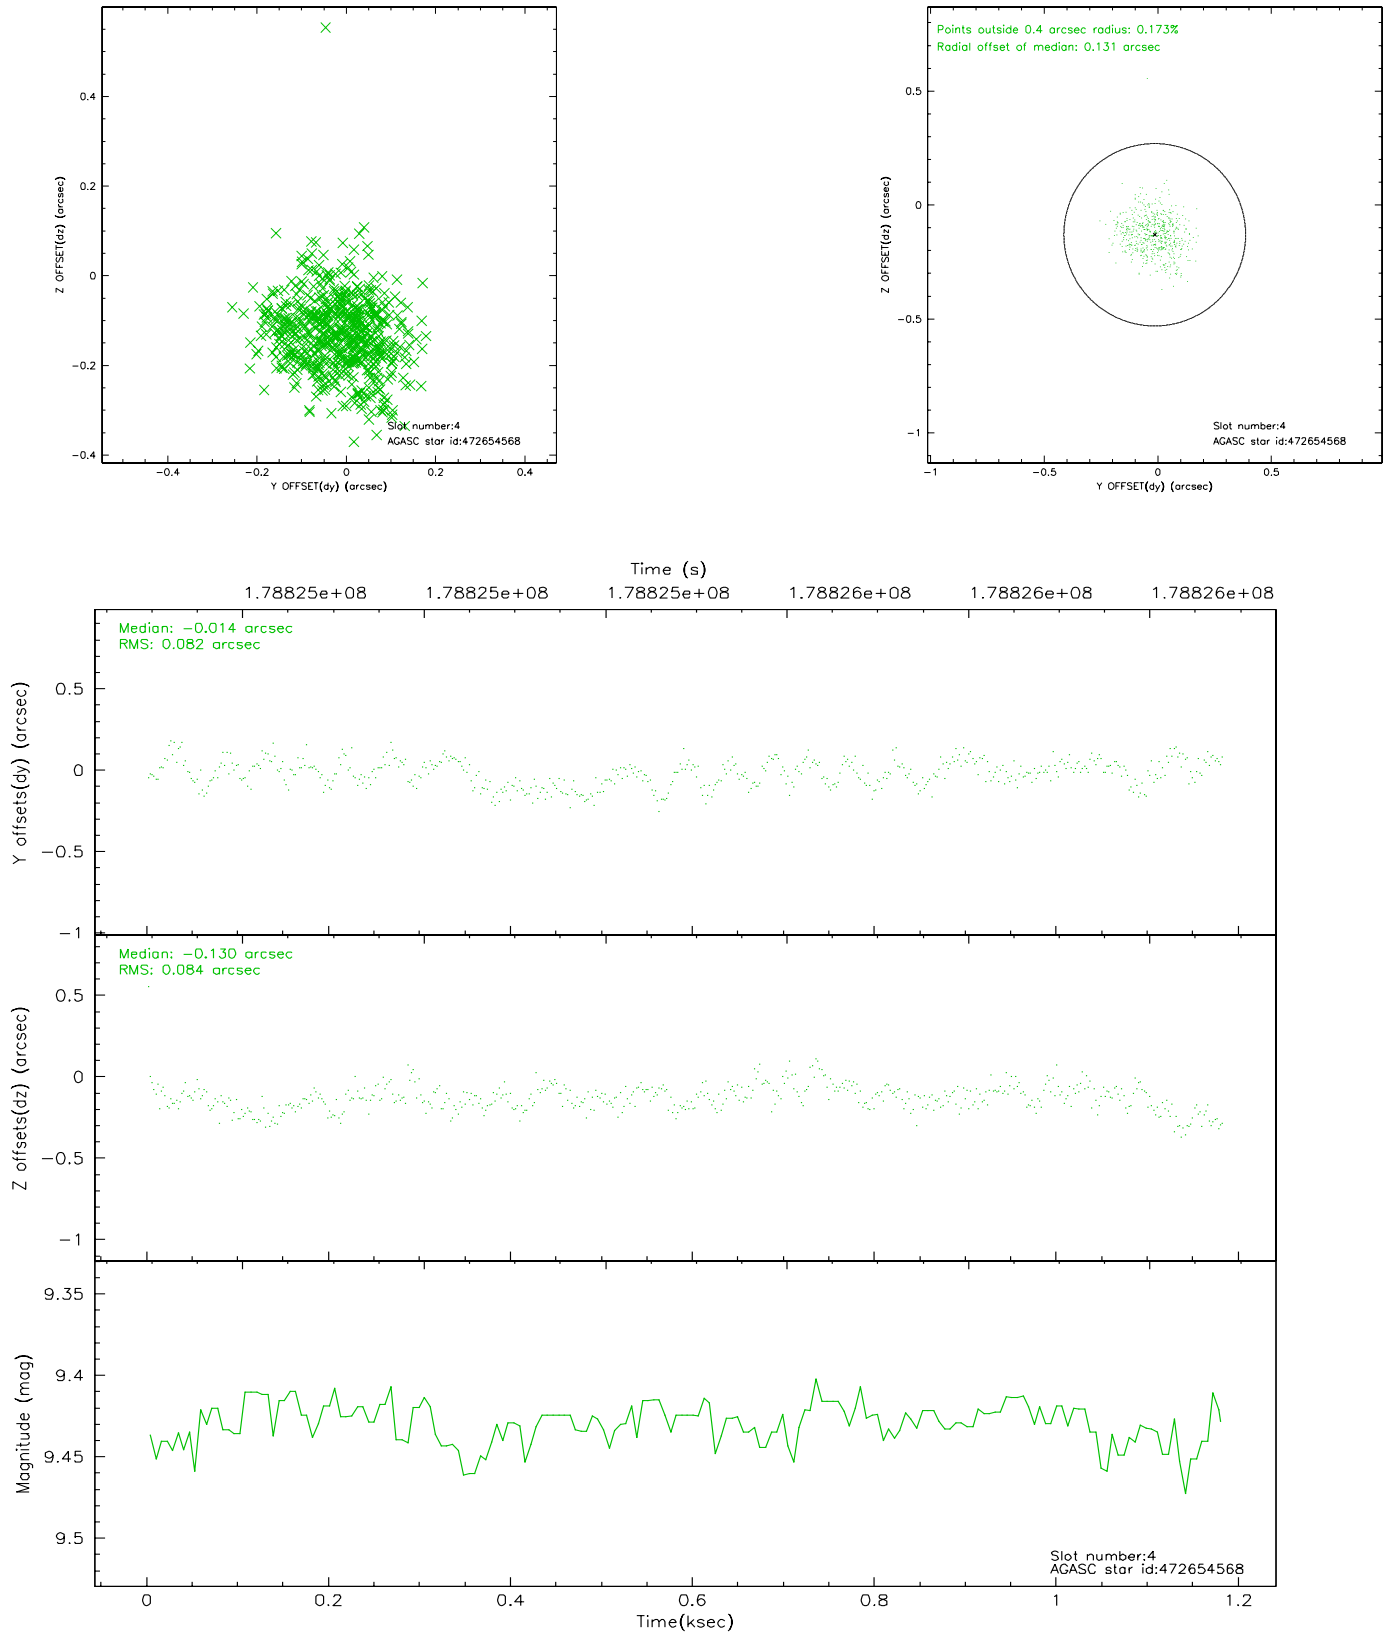 0.4
0.2
0
−0.2
−0.4
Z OFFSET(dz) (arcsec)
Slot number:4
AGASC star id:472654568
−0.4
−0.2
0
0.2
0.4
Y OFFSET(dy) (arcsec)
Points outside 0.4 arcsec radius: 0.173%
Radial offset of median: 0.131 arcsec
0.5
0
−0.5
−1
Z OFFSET(dz) (arcsec)
Slot number:4
AGASC star id:472654568
−1
−0.5
0
0.5
Y OFFSET(dy) (arcsec)
Time (s)
1.78825e+08
1.78825e+08
1.78825e+08
1.78826e+08
1.78826e+08
1.78826e+08
Median: −0.014 arcsec
RMS: 0.082 arcsec
0.5
0
−0.5
−1
Y offsets(dy) (arcsec)
Median: −0.130 arcsec
RMS: 0.084 arcsec
0.5
0
−0.5
−1
Z offsets(dz) (arcsec)
9.35
9.4
9.45
9.5
Magnitude (mag)
Slot number:4
AGASC star id:472654568
0
0.2
0.4
0.6
0.8
1
1.2
Time(ksec)